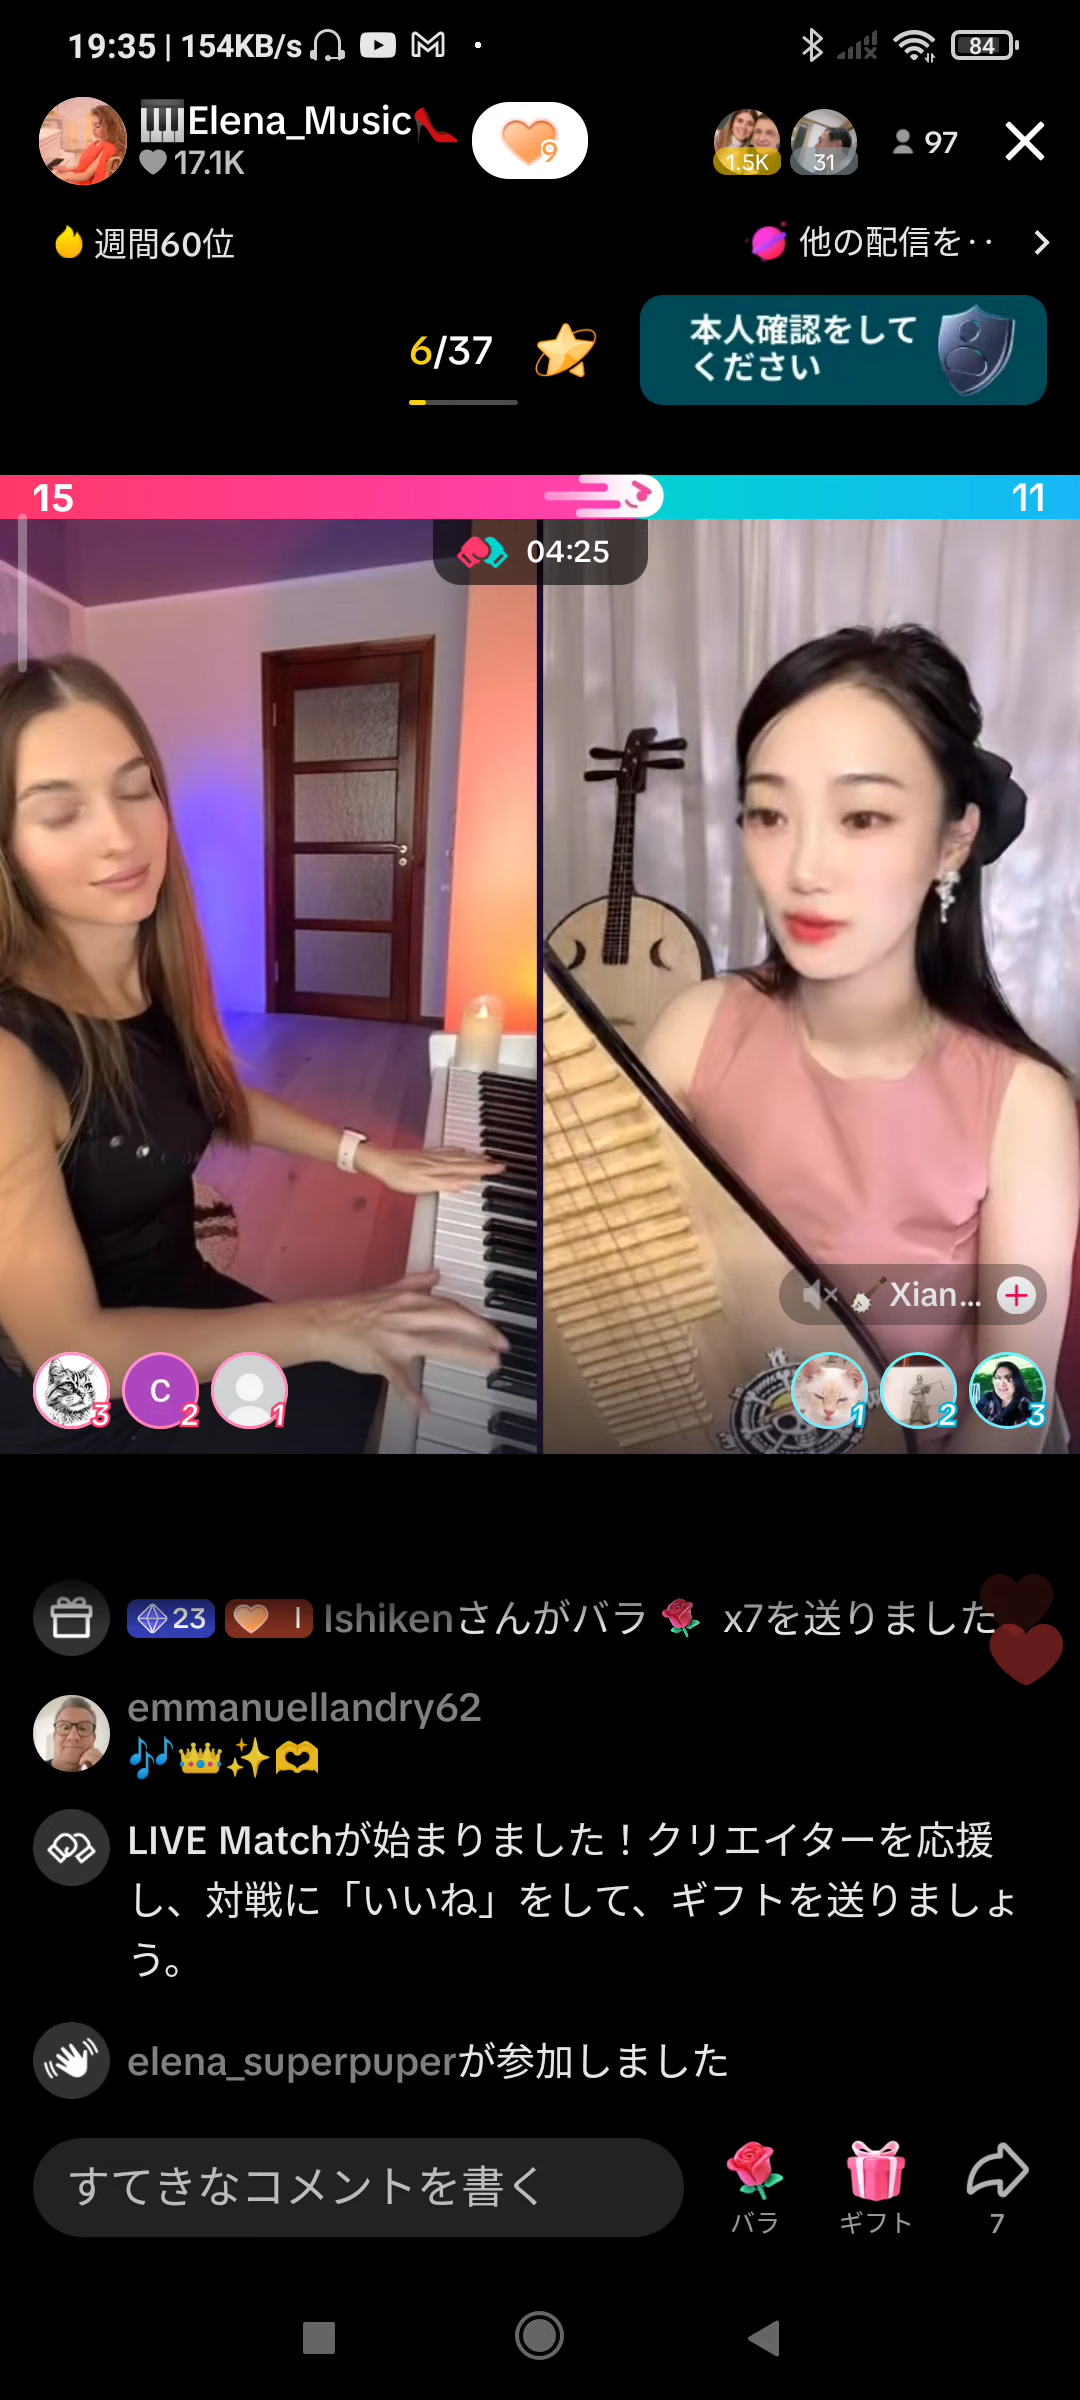 19:35 | 154KB/s
84
🎹Elena_Music👠
17.1K
9
1.5K
31
97
週間60位
他の配信を‥
6/37
本人確認をして
ください
15
11
04:25
Xian...
3
C
2
1
1
2
3
23
I
Ishikenさんがバラ🌹 x7を送りました
emmanuellandry62
🎶👑✨🫶
LIVE Matchが始まりました！クリエイターを応援
し、対戦に「いいね」をして、ギフトを送りましょ
う。
elena_superpuperが参加しました
すてきなコメントを書く
バラ
ギフト
7